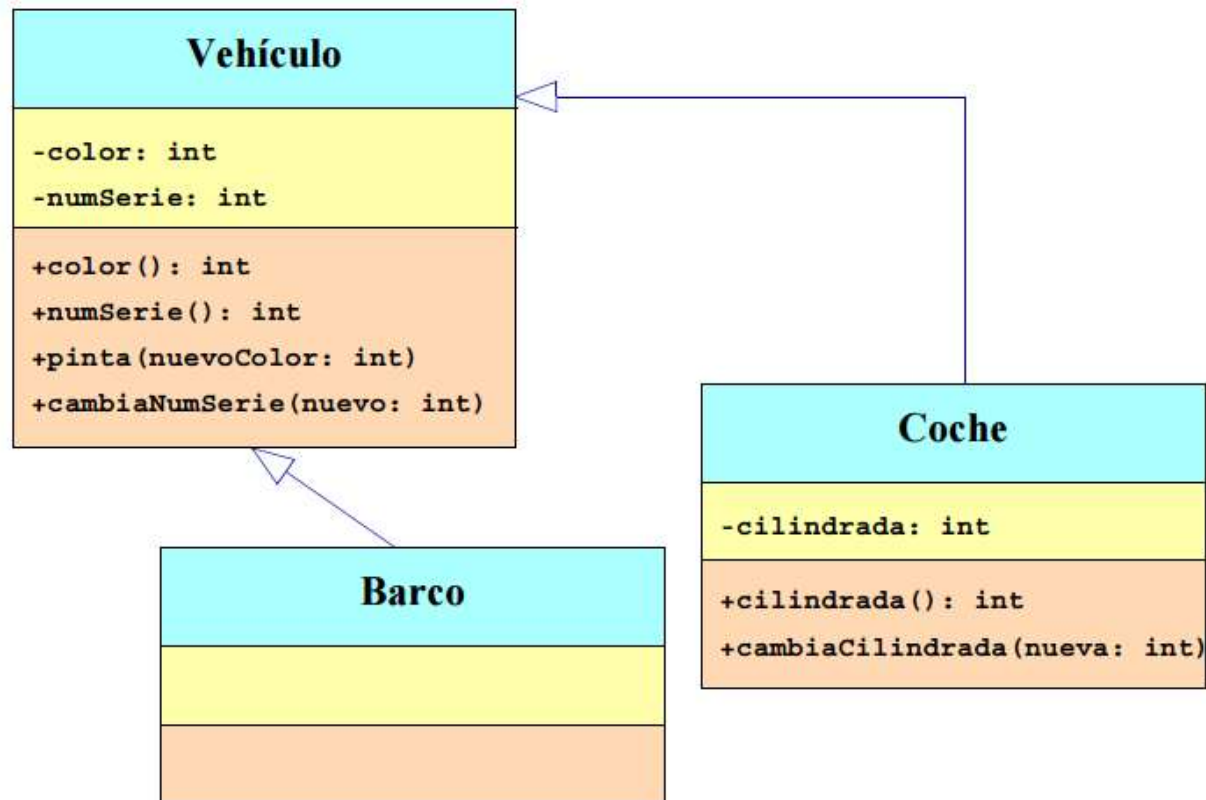 Vehículo
-color: int
-numSerie: int
+color(): int
+numSerie(): int
+pinta(nuevoColor: int)
+cambiaNumSerie(nuevo: int)
Barco
Coche
-cilindrada: int
+cilindrada(): int
+cambiaCilindrada(nueva: int)